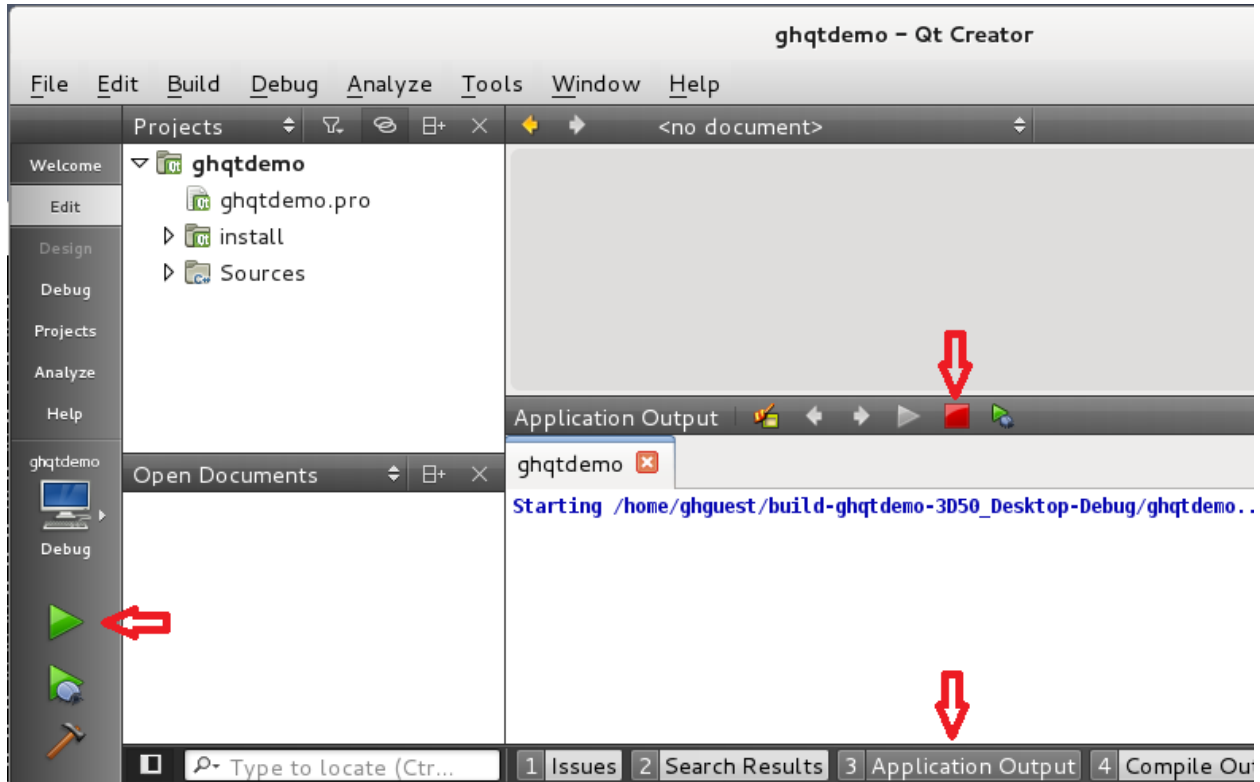 ghqtdemo - Qt Creator
File Edit Build Debug Analyze Tools Window Help
Projects
<no document>
Welcome
Edit
Design
Debug
Projects
Analyze
Help
ghqtdemo
Debug
ghqtdemo
ghqtdemo.pro
install
Sources
Open Documents
Application Output
ghqtdemo
Starting /home/ghguest/build-ghqtdemo-3D50_Desktop-Debug/ghqtdemo..
Type to locate (Ctr...
1 Issues 2 Search Results 3 Application Output 4 Compile Ou